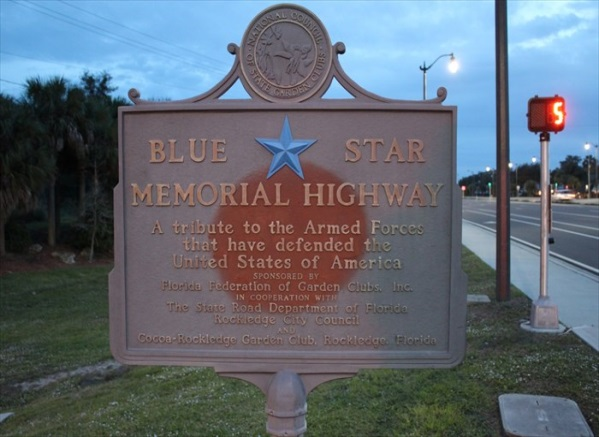 NATIONAL COUNCIL
OF STATE GARDEN CLUBS
BLUE STAR
MEMORIAL HIGHWAY
A tribute to the Armed Forces
that have defended the
United States of America
SPONSORED BY
Florida Federation of Garden Clubs, Inc.
IN COOPERATION WITH
The State Road Department of Florida
Rockledge City Council
AND
Cocoa-Rockledge Garden Club, Rockledge, Florida
5